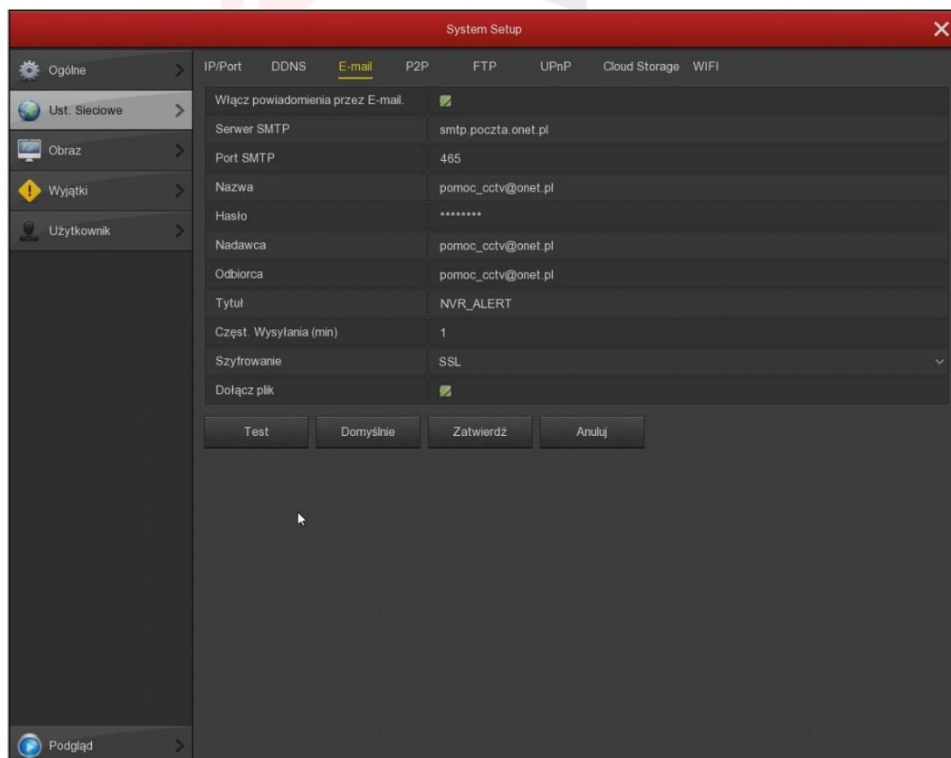 System Setup
Ogólne
Ust. Sieciowe
Obraz
Wyjątki
Użytkownik
Podgląd
IP/Port DDNS E-mail P2P FTP UPnP Cloud Storage WIFI
Włącz powiadomienia przez E-mail.
Serwer SMTP smtp.poczta.onet.pl
Port SMTP 465
Nazwa pomoc_cctv@onet.pl
Hasło ********
Nadawca pomoc_cctv@onet.pl
Odbiorca pomoc_cctv@onet.pl
Tytuł NVR_ALERT
Częst. Wysyłania (min) 1
Szyfrowanie SSL
Dołącz plik
Test Domyślnie Zatwierdź Anuluj